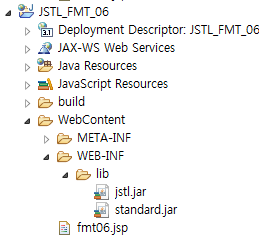 JSTL_FMT_06
Deployment Descriptor: JSTL_FMT_06
JAX-WS Web Services
Java Resources
JavaScript Resources
build
WebContent
META-INF
WEB-INF
lib
jstl.jar
standard.jar
fmt06.jsp